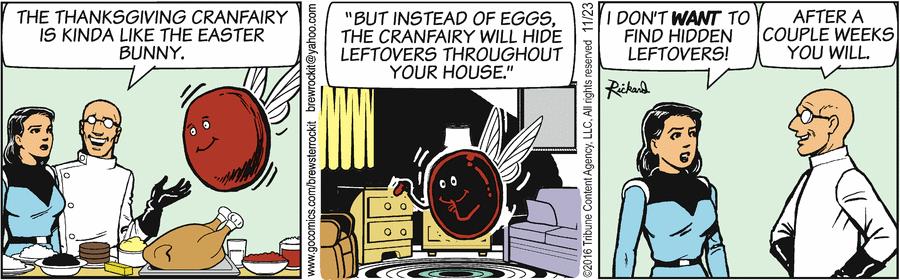 THE THANKSGIVING CRANFAIRY
IS KINDA LIKE THE EASTER
BUNNY.
www.gocomics.com/brewsterrockit brewrockit@yahoo.com
"BUT INSTEAD OF EGGS,
THE CRANFAIRY WILL HIDE
LEFTOVERS THROUGHOUT
YOUR HOUSE."
©2016 Tribune Content Agency, LLC. All rights reserved 11/23
I DON'T WANT TO
FIND HIDDEN
LEFTOVERS!
Rickard
AFTER A
COUPLE WEEKS
YOU WILL.